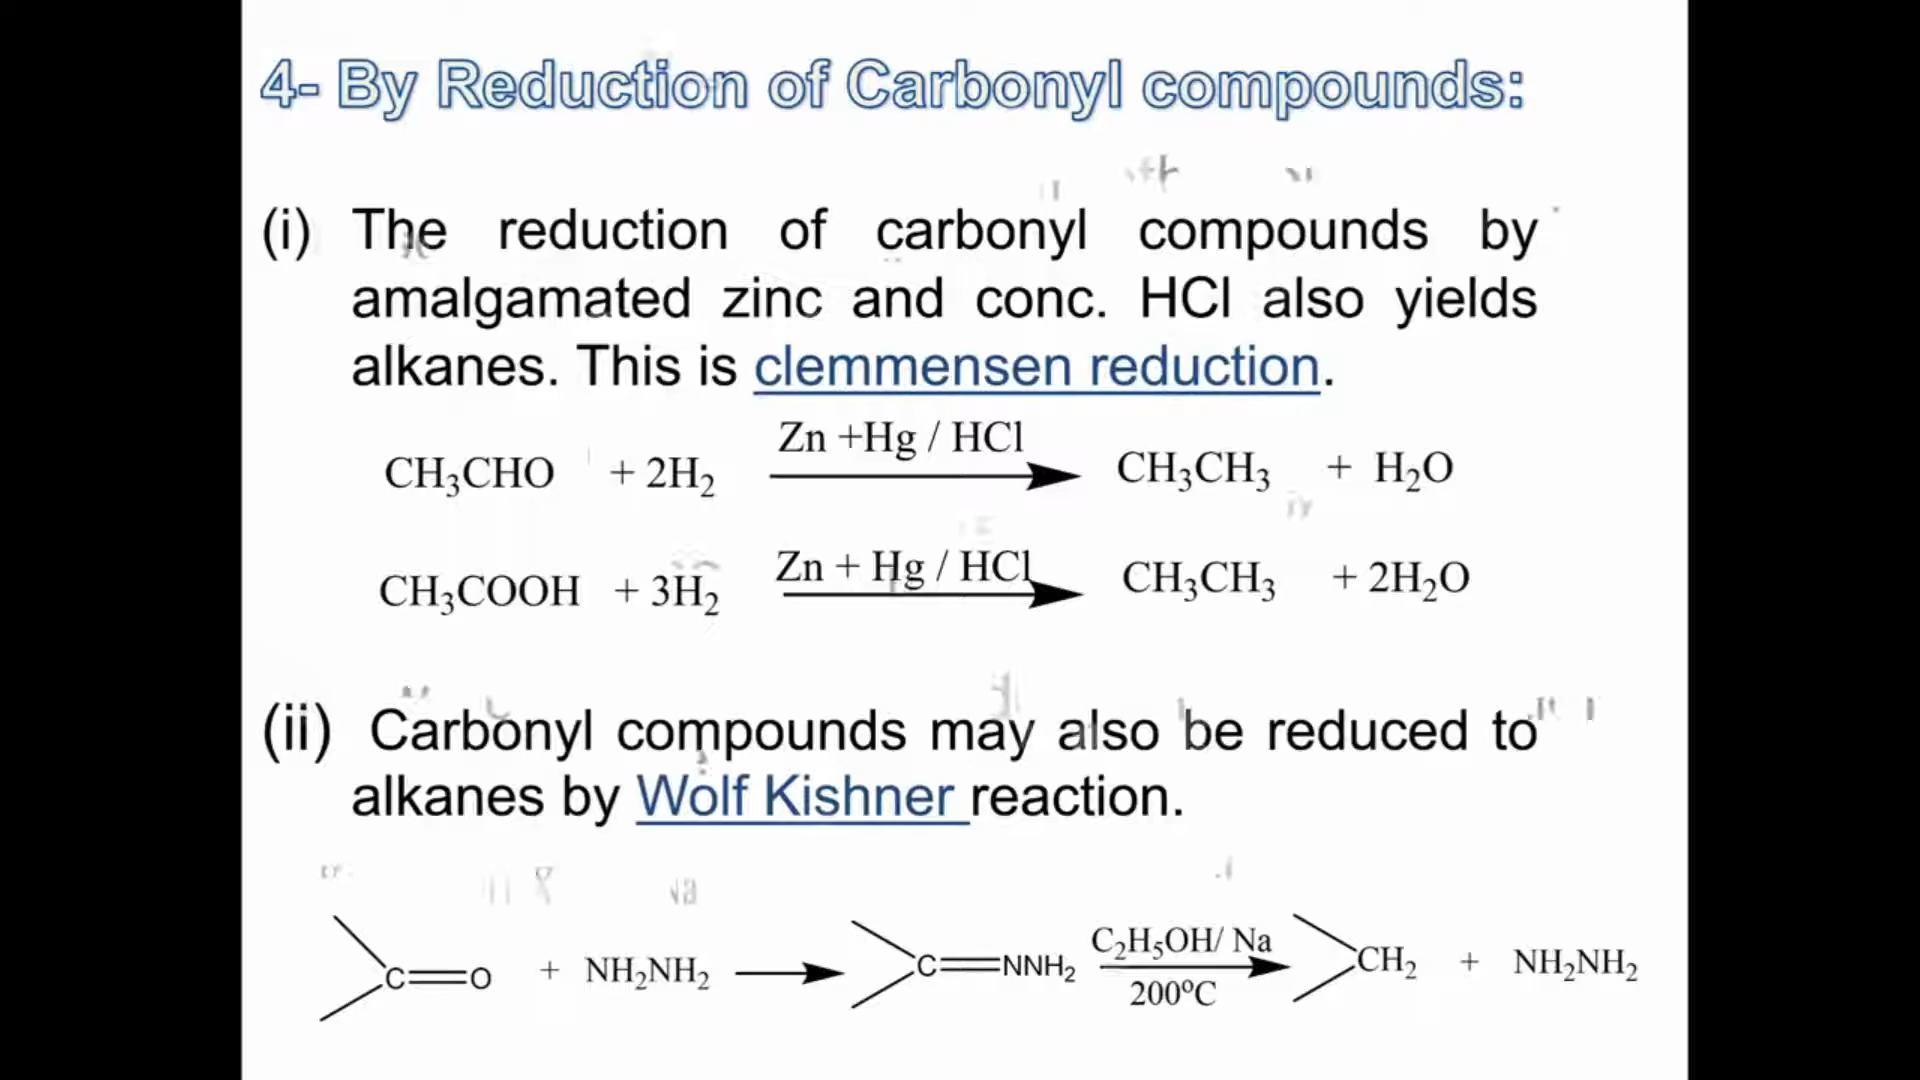 4- By Reduction of Carbonyl compounds:
(i) The reduction of carbonyl compounds by
amalgamated zinc and conc. HCl also yields
alkanes. This is clemmensen reduction.
Zn +Hg / HCl
CH₃CHO + 2H₂ CH₃CH₃ + H₂O
Zn + Hg / HCl
CH₃COOH + 3H₂ CH₃CH₃ + 2H₂O
(ii) Carbonyl compounds may also be reduced to
alkanes by Wolf Kishner reaction.
C₂H₅OH/ Na
C=O + NH₂NH₂ C=NNH₂ CH₂ + NH₂NH₂
200°C